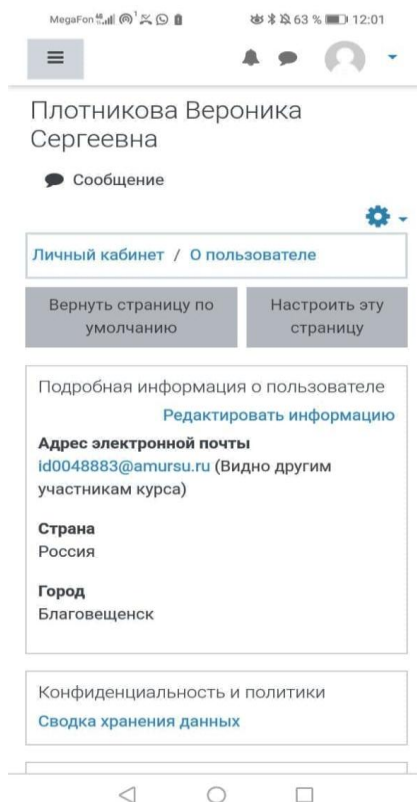 MegaFon 63 % 12:01
Плотникова Вероника
Сергеевна
Сообщение
Личный кабинет / О пользователе
Вернуть страницу по
умолчанию
Настроить эту
страницу
Подробная информация о пользователе
Редактировать информацию
Адрес электронной почты
id0048883@amursu.ru (Видно другим
участникам курса)
Страна
Россия
Город
Благовещенск
Конфиденциальность и политики
Сводка хранения данных